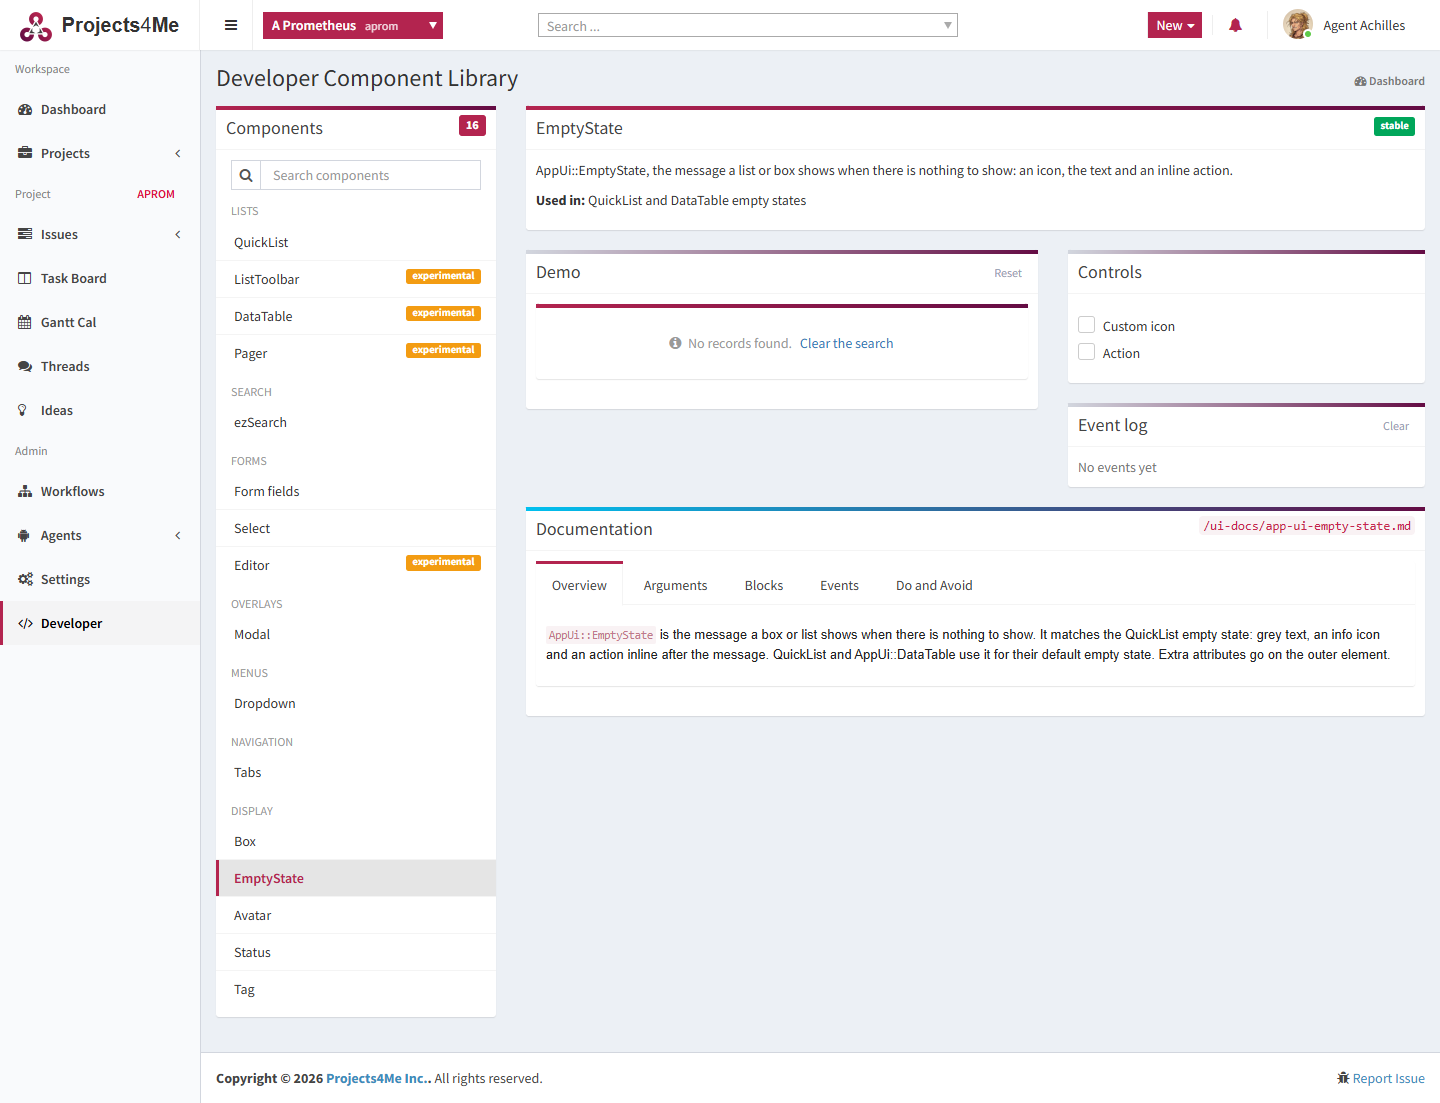 Projects4Me
A Prometheus aprom
Search ...
New
Agent Achilles
Workspace
Dashboard
Projects
Project APROM
Issues
Task Board
Gantt Cal
Threads
Ideas
Admin
Workflows
Agents
Settings
Developer
Developer Component Library
Dashboard
Components 16
Search components
LISTS
QuickList
ListToolbar experimental
DataTable experimental
Pager experimental
SEARCH
ezSearch
FORMS
Form fields
Select
Editor experimental
OVERLAYS
Modal
MENUS
Dropdown
NAVIGATION
Tabs
DISPLAY
Box
EmptyState
Avatar
Status
Tag
EmptyState stable
AppUi::EmptyState, the message a list or box shows when there is nothing to show: an icon, the text and an inline action.
Used in: QuickList and DataTable empty states
Demo Reset
No records found. Clear the search
Controls
Custom icon
Action
Event log Clear
No events yet
Documentation /ui-docs/app-ui-empty-state.md
Overview Arguments Blocks Events Do and Avoid
AppUi::EmptyState is the message a box or list shows when there is nothing to show. It matches the QuickList empty state: grey text, an info icon
and an action inline after the message. QuickList and AppUi::DataTable use it for their default empty state. Extra attributes go on the outer element.
Copyright © 2026 Projects4Me Inc.. All rights reserved.
Report Issue